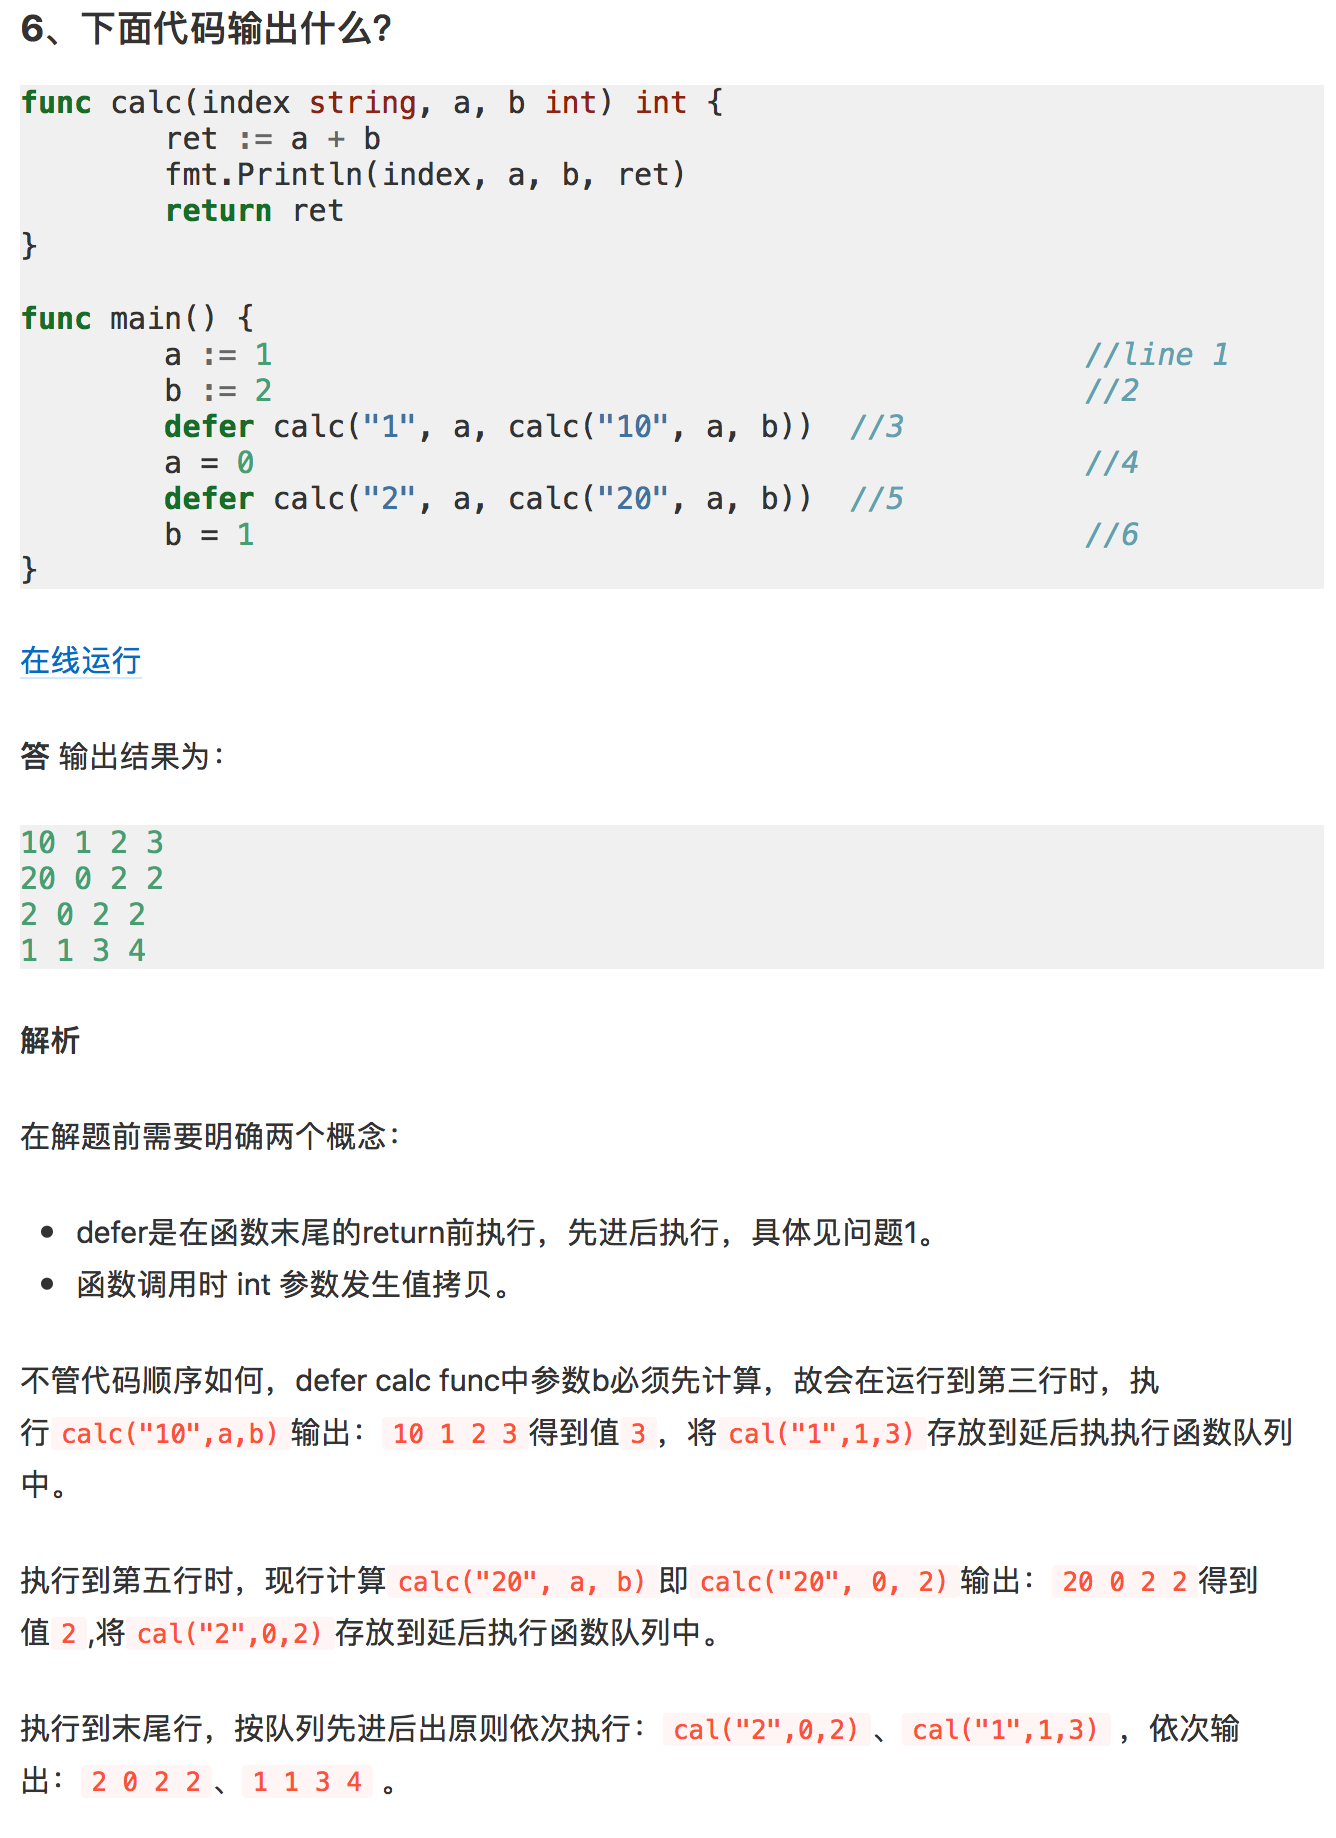 6、下面代码输出什么?
func calc(index string, a, b int) int {
        ret := a + b
        fmt.Println(index, a, b, ret)
        return ret
}
func main() {
        a := 1                                             //line 1
        b := 2                                             //2
        defer calc("1", a, calc("10", a, b))  //3
        a = 0                                              //4
        defer calc("2", a, calc("20", a, b))  //5
        b = 1                                              //6
}
在线运行
答 输出结果为：
10 1 2 3
20 0 2 2
2 0 2 2
1 1 3 4
解析
在解题前需要明确两个概念：
• defer是在函数末尾的return前执行，先进后执行，具体见问题1。
• 函数调用时 int 参数发生值拷贝。
不管代码顺序如何，defer calc func中参数b必须先计算，故会在运行到第三行时，执
行 calc("10",a,b) 输出： 10 1 2 3 得到值 3 ，将 cal("1",1,3) 存放到延后执执行函数队列
中。
执行到第五行时，现行计算 calc("20", a, b) 即 calc("20", 0, 2) 输出： 20 0 2 2 得到
值 2 ,将 cal("2",0,2) 存放到延后执行函数队列中。
执行到末尾行，按队列先进后出原则依次执行： cal("2",0,2) 、 cal("1",1,3) ，依次输
出： 2 0 2 2 、 1 1 3 4 。